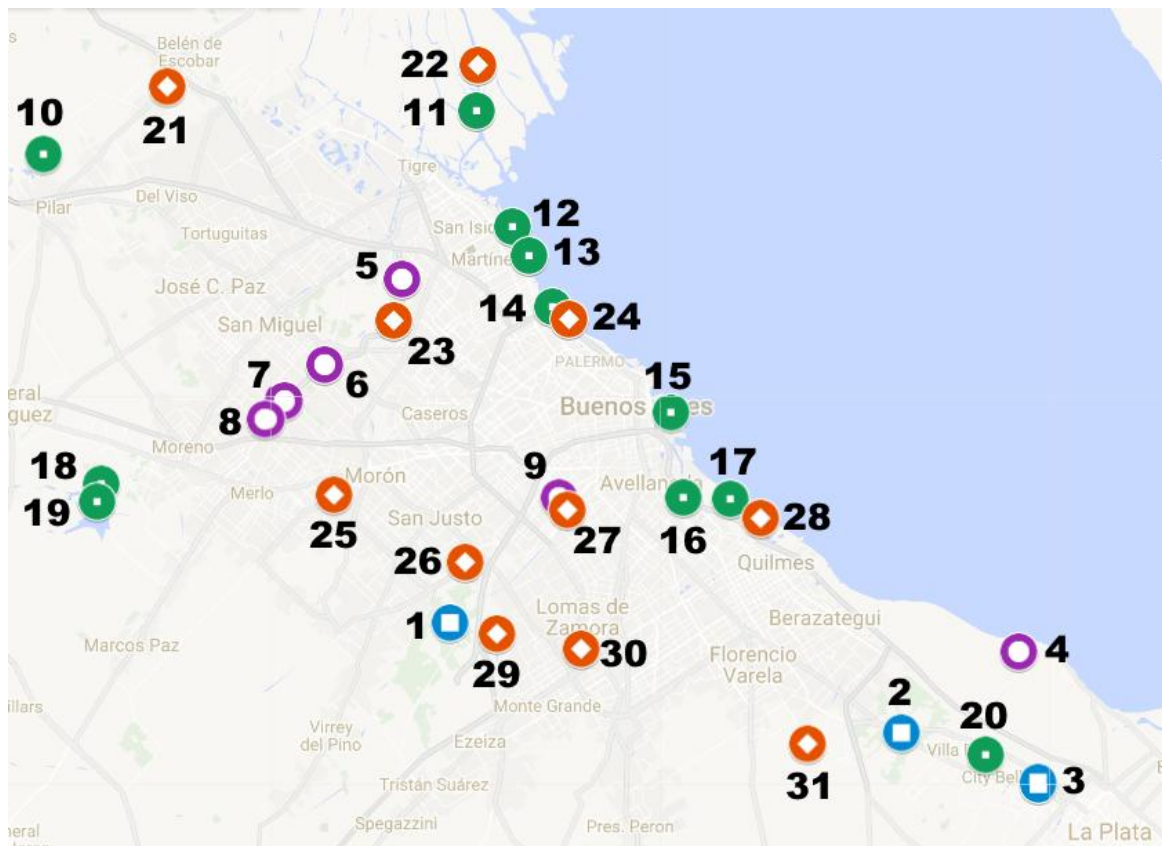 s
Belén de
Escobar
22
21
10
11
Tigre
Pilar
Del Viso
12
San Isi
Tortuguitas
13
Martíne
5
José C. Paz
14
24
San Miguel
23
PALERMO
7
6
15
eral
guez
8
Caseros
Buenos
es
Moreno
18
Morón
9
17
Avellan
a
19
Merlo
25
San Justo
27
16
28
26
Quilmes
1
Lomas de
Zamora
Berazategui
Marcos Paz
29
30
4
Florencio
Varela
illars
Monte Grande
2
20
Virrey
del Pino
Ezeiza
Villa
City Bell
3
31
Tristán Suárez
Spegazzini
Pres. Peron
La Plata
neral